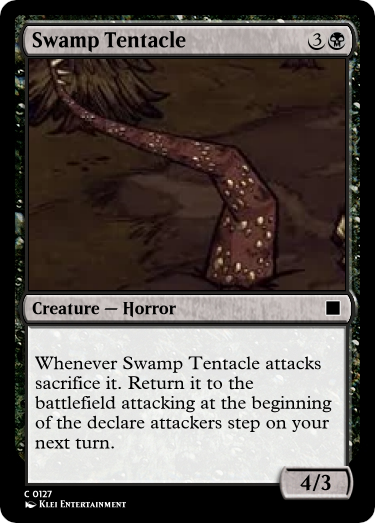 Swamp Tentacle 3
Creature — Horror
Whenever Swamp Tentacle attacks
sacrifice it. Return it to the
battlefield attacking at the beginning
of the declare attackers step on your
next turn.
4/3
C 0127
Klei Entertainment